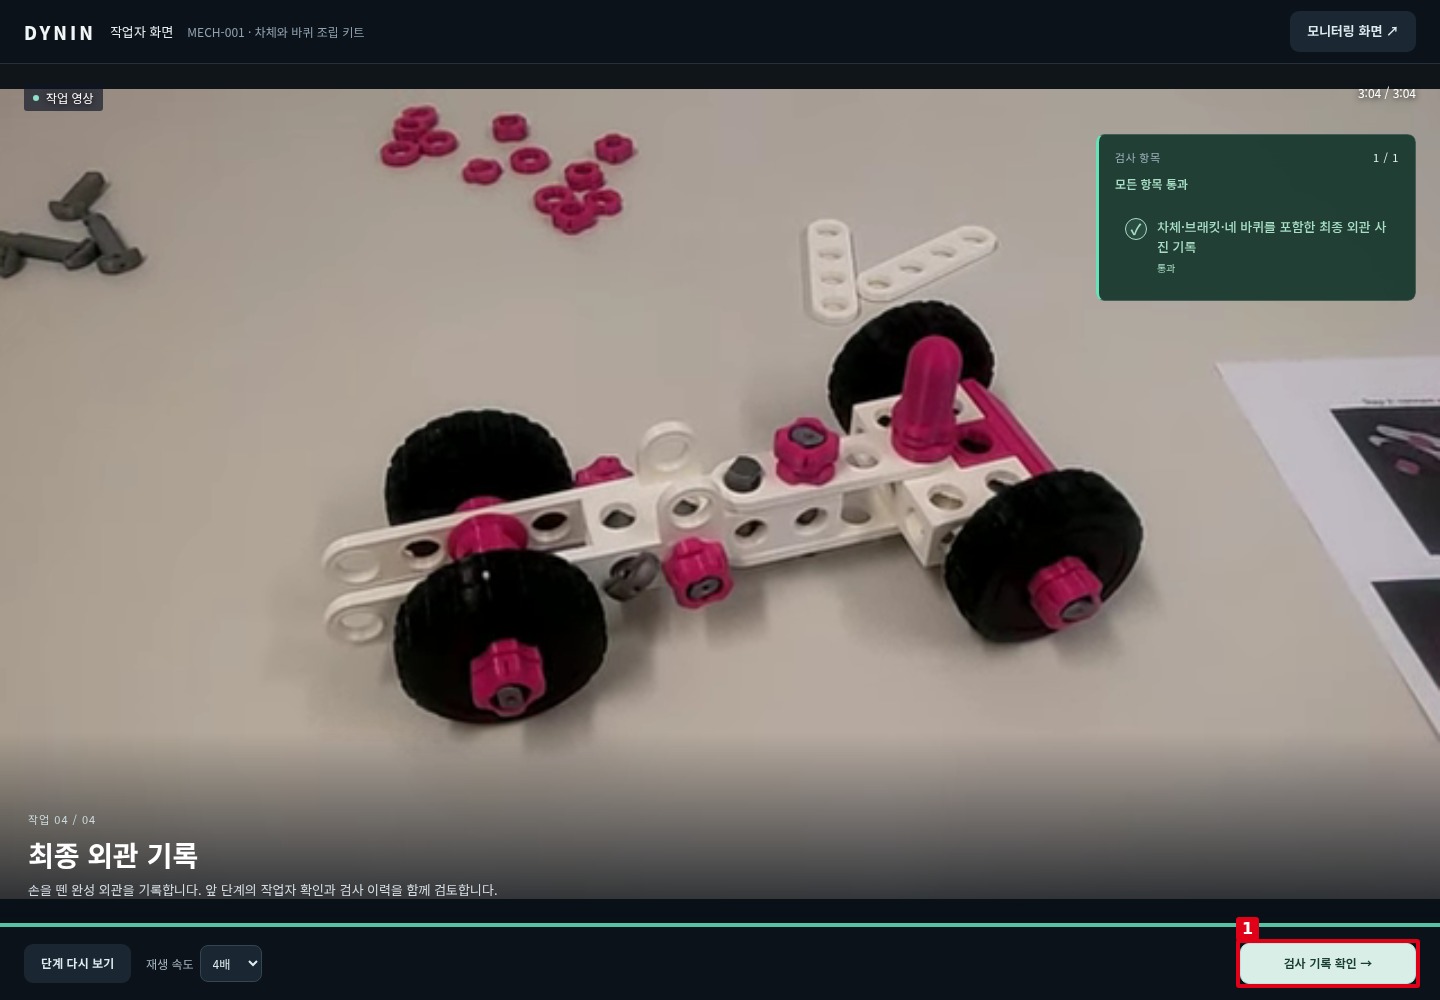 DYNIN 작업자 화면 MECH-001 · 차체와 바퀴 조립 키트 모니터링 화면 ↗
작업 영상 3:04 / 3:04
검사 항목 1 / 1
모든 항목 통과
차체·브래킷·네 바퀴를 포함한 최종 외관 사
진 기록
통과
작업 04 / 04
최종 외관 기록
손을 뗀 완성 외관을 기록합니다. 앞 단계의 작업자 확인과 검사 이력을 함께 검토합니다.
1
단계 다시 보기 재생 속도 4배 검사 기록 확인 →